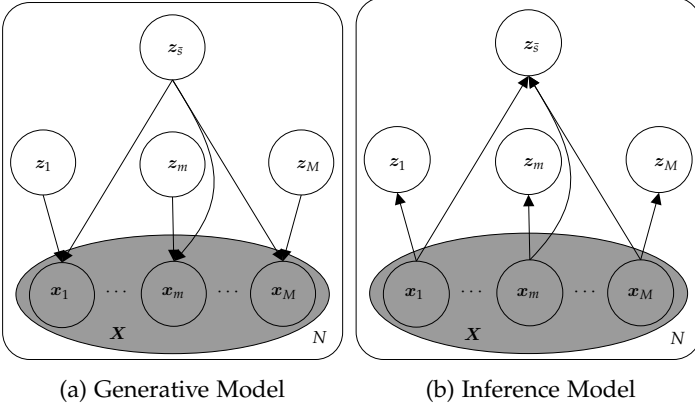 z_s̄ z_s̄
z_1 z_m z_M z_1 z_m z_M
x_1 ··· x_m ··· x_M x_1 ··· x_m ··· x_M
X N X N
(a) Generative Model (b) Inference Model